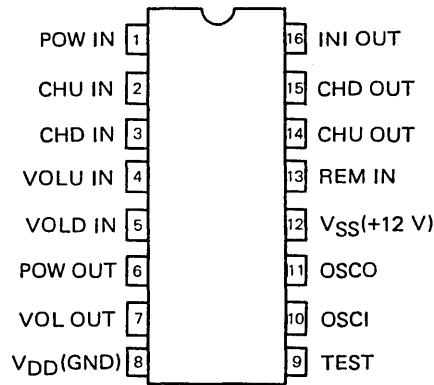 POW IN 1 16 INI OUT
CHU IN 2 15 CHD OUT
CHD IN 3 14 CHU OUT
VOLU IN 4 13 REM IN
VOLD IN 5 12 VSS(+12 V)
POW OUT 6 11 OSCO
VOL OUT 7 10 OSCI
VDD(GND) 8 9 TEST